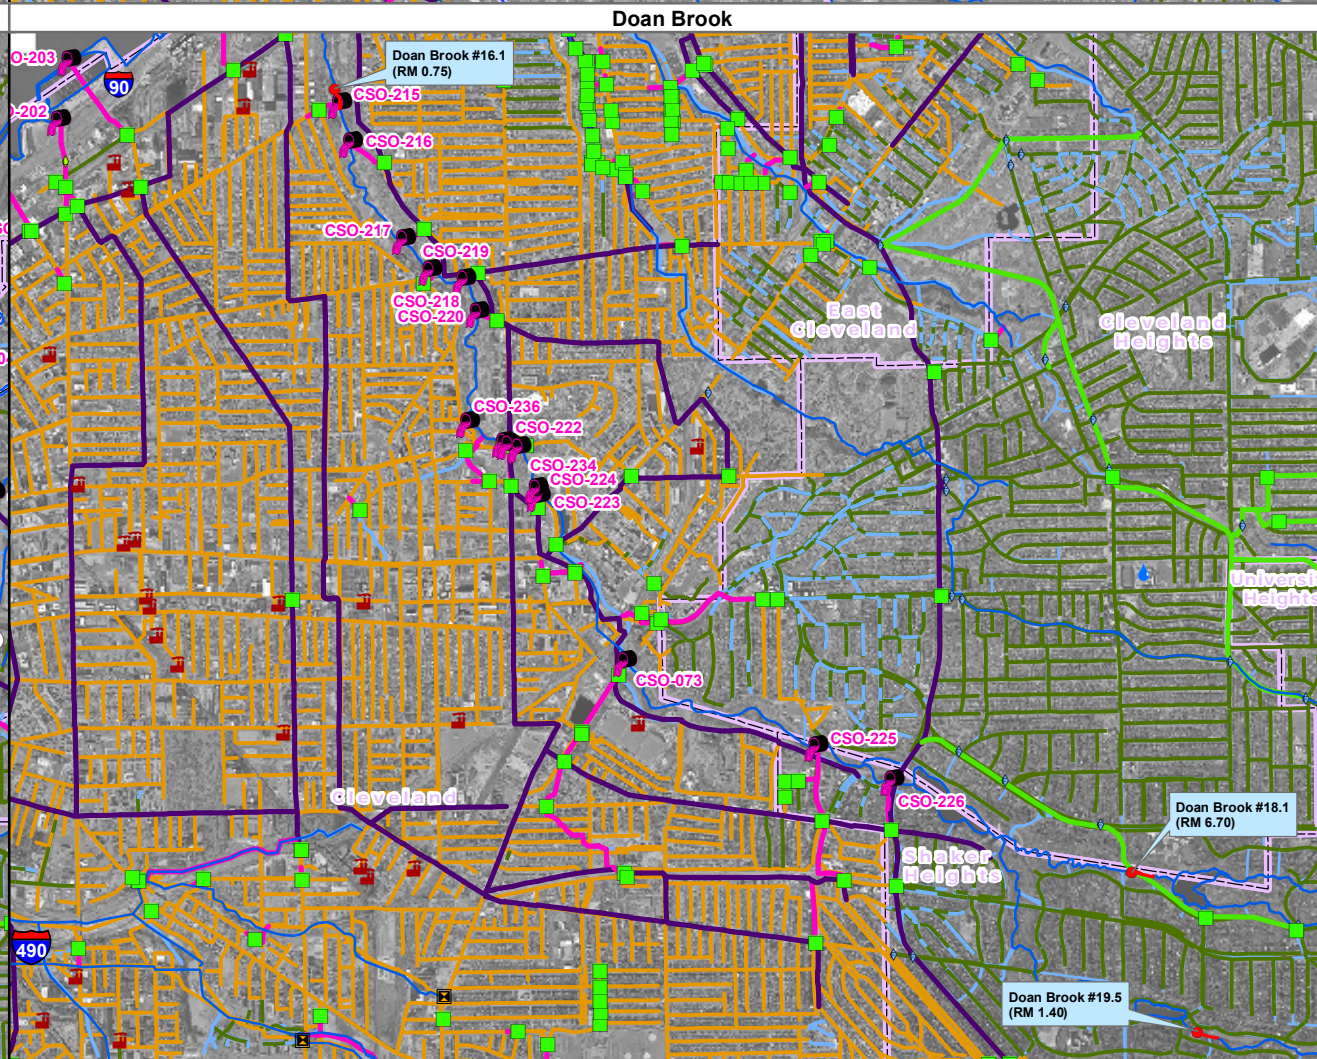 Doan Brook
O-203
90
Doan Brook #16.1
(RM 0.75)
CSO-215
-202
CSO-216
CSO-217
CSO-219
CSO-218
CSO-220
East
Cleveland
Cleveland
Heights
CSO-236
CSO-222
CSO-234
CSO-224
CSO-223
Universi
Heights
CSO-073
CSO-225
Cleveland
CSO-226
Doan Brook #18.1
(RM 6.70)
Shaker
Heights
490
Doan Brook #19.5
(RM 1.40)